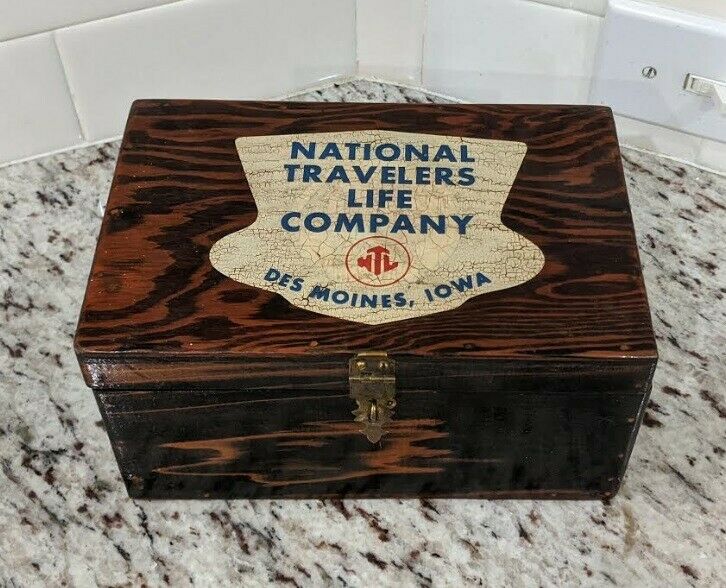 NATIONAL
TRAVELERS
LIFE
COMPANY
NTL
DES MOINES, IOWA